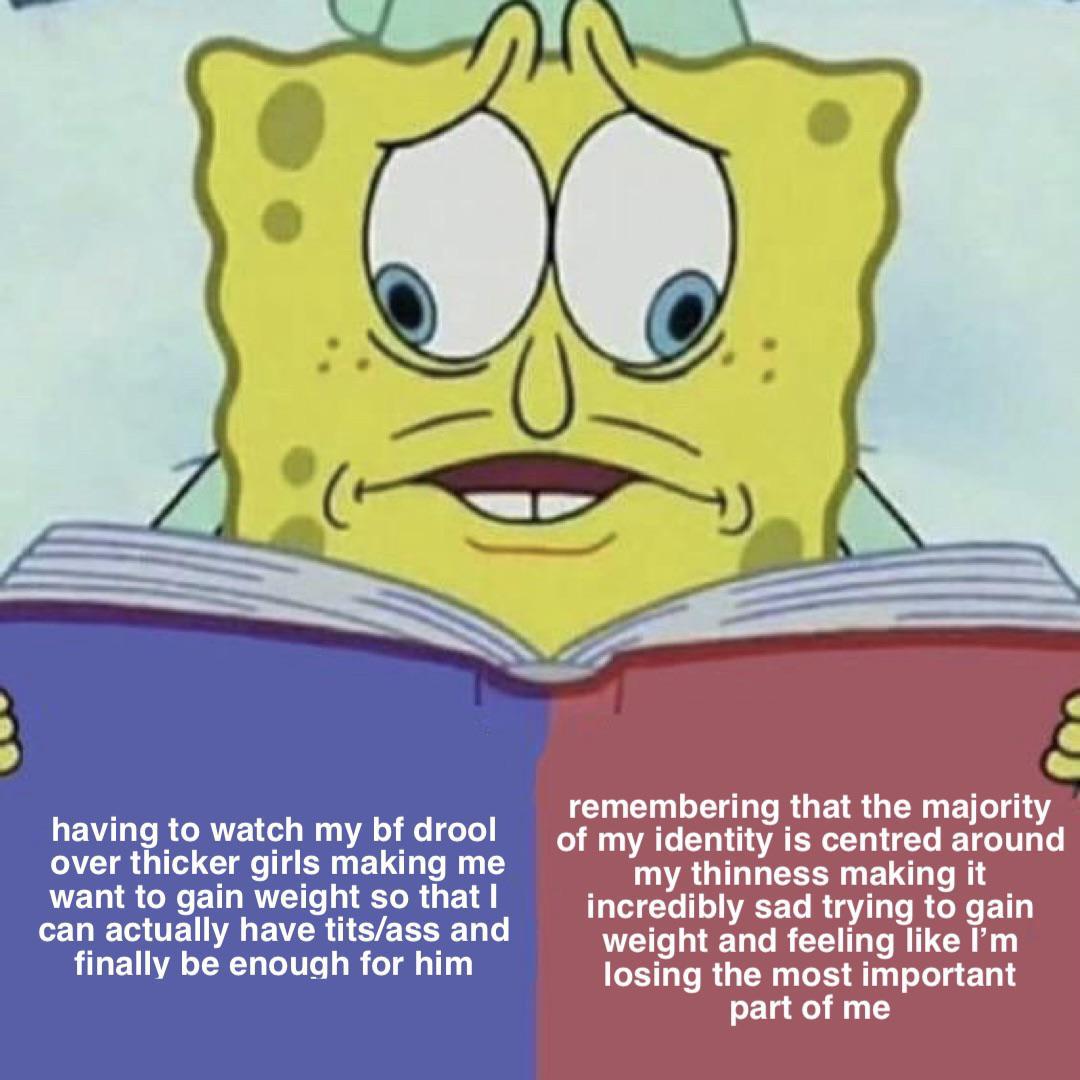 having to watch my bf drool
over thicker girls making me
want to gain weight so that I
can actually have tits/ass and
finally be enough for him
remembering that the majority
of my identity is centred around
my thinness making it
incredibly sad trying to gain
weight and feeling like I’m
losing the most important
part of me